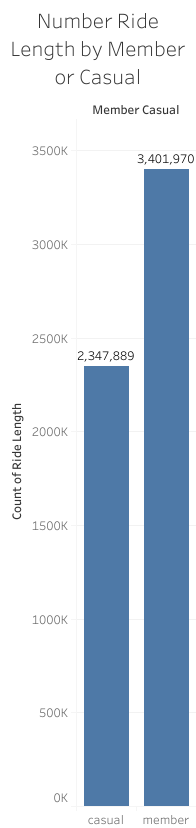 Number Ride
Length by Member
or Casual
Member Casual
3500K
3,401,970
3000K
2500K
2,347,889
2000K
Count of Ride Length
1500K
1000K
500K
0K
casual member